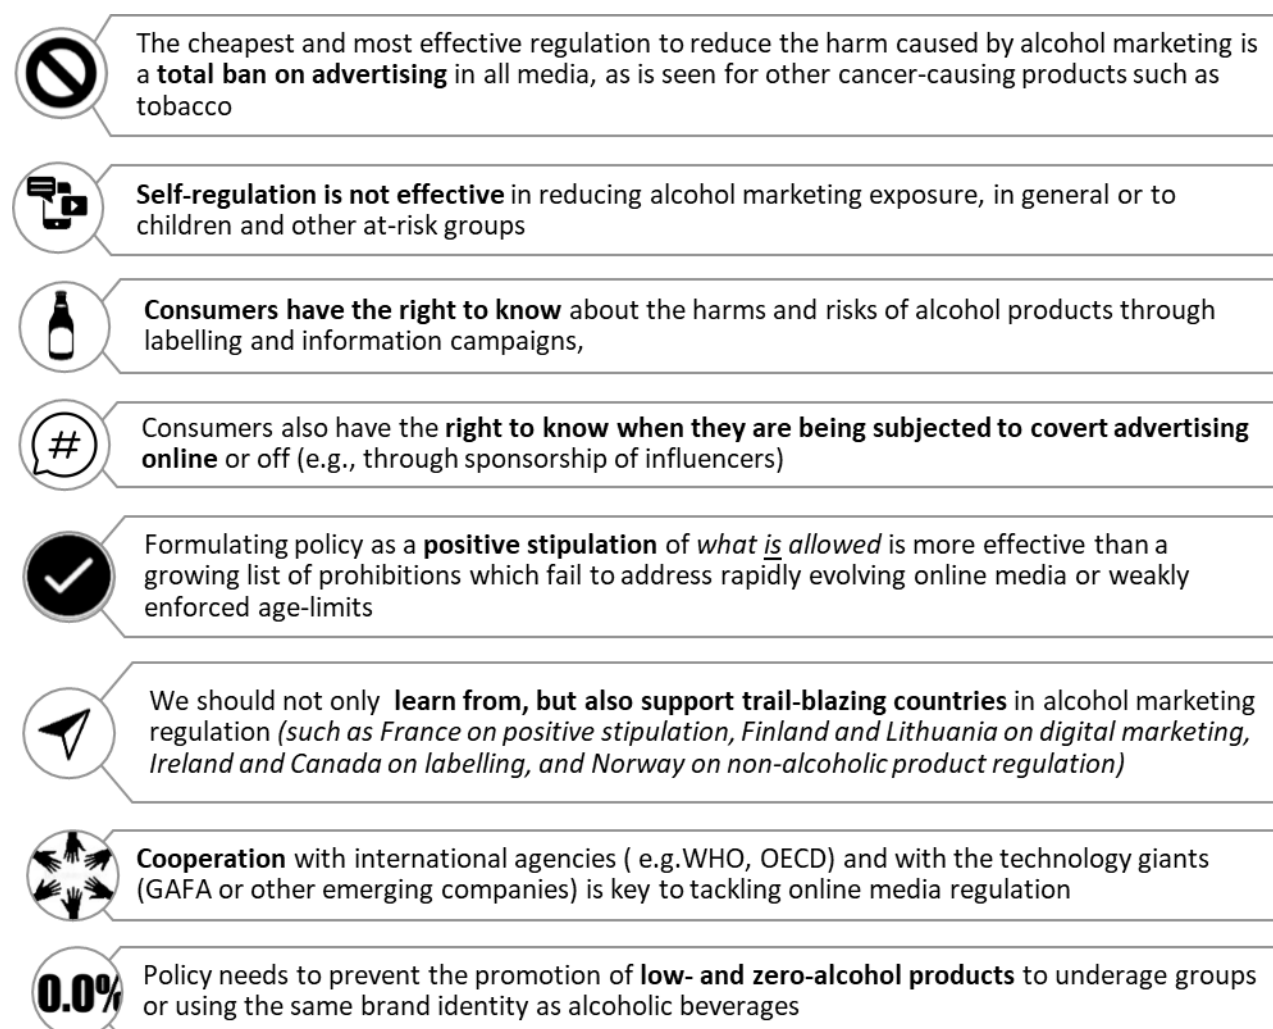 The cheapest and most effective regulation to reduce the harm caused by alcohol marketing is
a total ban on advertising in all media, as is seen for other cancer-causing products such as
tobacco
Self-regulation is not effective in reducing alcohol marketing exposure, in general or to
children and other at-risk groups
Consumers have the right to know about the harms and risks of alcohol products through
labelling and information campaigns,
#
Consumers also have the right to know when they are being subjected to covert advertising
online or off (e.g., through sponsorship of influencers)
Formulating policy as a positive stipulation of what is allowed is more effective than a
growing list of prohibitions which fail to address rapidly evolving online media or weakly
enforced age-limits
We should not only learn from, but also support trail-blazing countries in alcohol marketing
regulation (such as France on positive stipulation, Finland and Lithuania on digital marketing,
Ireland and Canada on labelling, and Norway on non-alcoholic product regulation)
Cooperation with international agencies ( e.g.WHO, OECD) and with the technology giants
(GAFA or other emerging companies) is key to tackling online media regulation
0.0%
Policy needs to prevent the promotion of low- and zero-alcohol products to underage groups
or using the same brand identity as alcoholic beverages